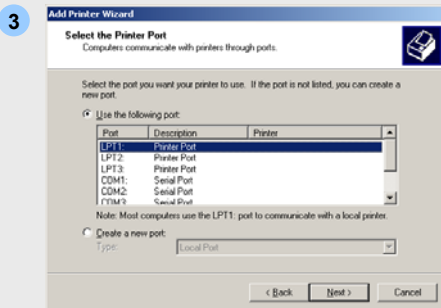 3
Add Printer Wizard
Select the Printer Port
Computers communicate with printers through ports.
Select the port you want your printer to use. If the port is not listed, you can create a
new port.
Use the following port:
Port Description Printer
LPT1: Printer Port
LPT2: Printer Port
LPT3: Printer Port
COM1: Serial Port
COM2: Serial Port
COM3: Serial Port
Note: Most computers use the LPT1: port to communicate with a local printer.
Create a new port:
Type: Local Port
< Back Next > Cancel